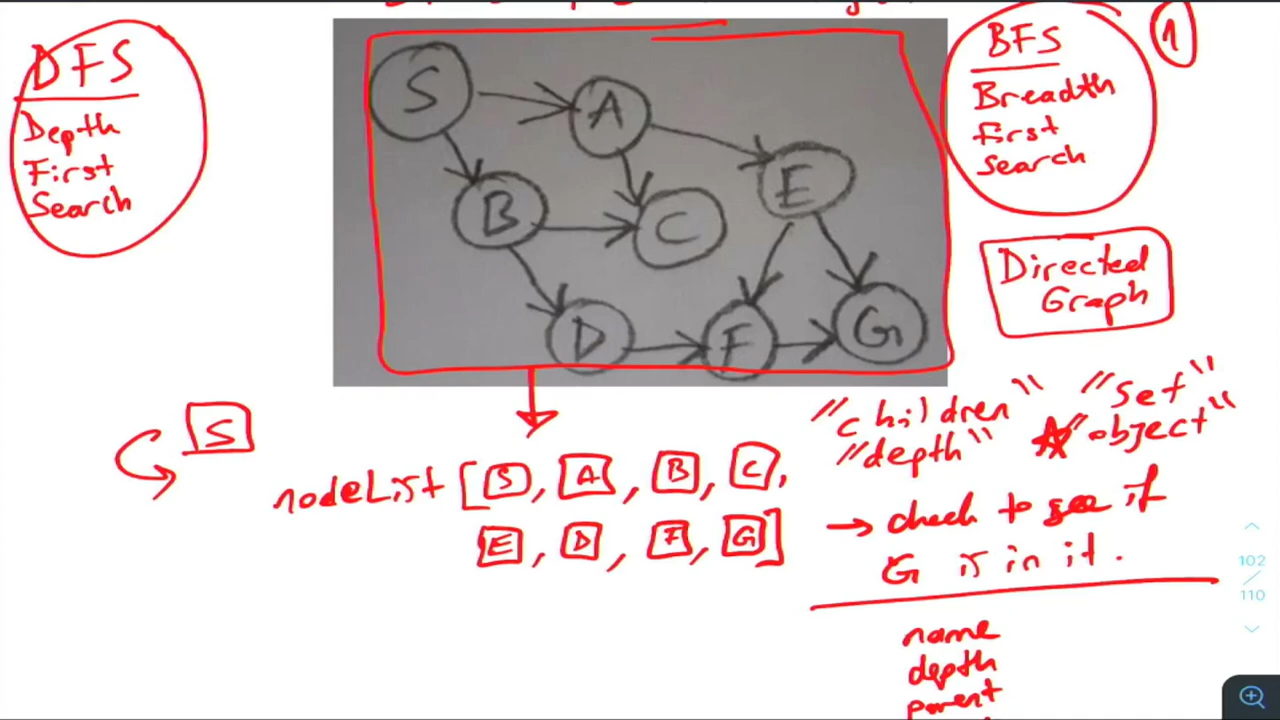 DFS
Depth
First
Search
S
A
B
C
E
D
F
G
BFS
Breadth
First
Search
1
Directed
Graph
S
nodeList [S, A, B, C,
E, D, F, G]
"children" "set"
"depth" "object"
→ check to see if
G is in it.
name
depth
parent
102
/
110